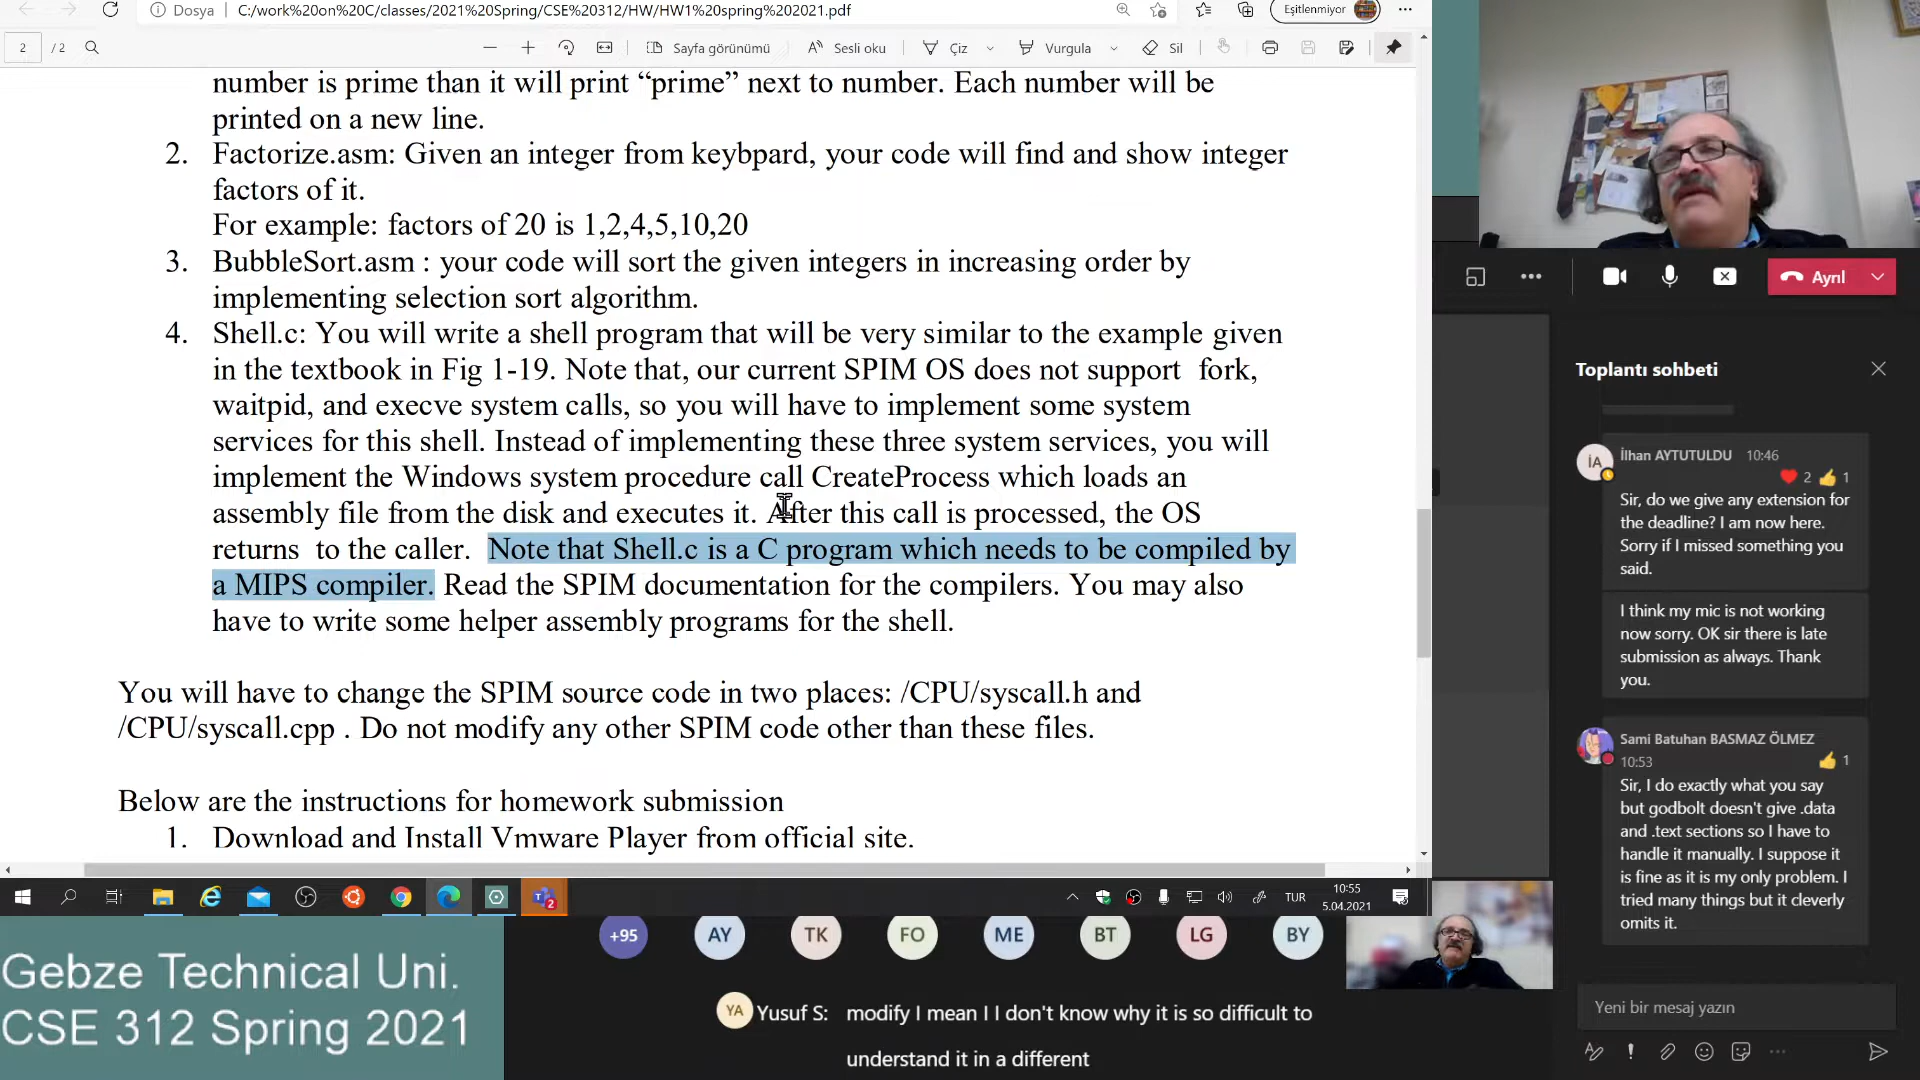 Dosya
C:/work%20on%20C/classes/2021%20Spring/CSE%20312/HW/HW1%20spring%202021.pdf
Eşitlenmiyor
2
/ 2
Sayfa görünümü
Sesli oku
Çiz
Vurgula
Sil
number is prime than it will print “prime” next to number. Each number will be
printed on a new line.
2. Factorize.asm: Given an integer from keybpard, your code will find and show integer
factors of it.
For example: factors of 20 is 1,2,4,5,10,20
3. BubbleSort.asm : your code will sort the given integers in increasing order by
implementing selection sort algorithm.
4. Shell.c: You will write a shell program that will be very similar to the example given
in the textbook in Fig 1-19. Note that, our current SPIM OS does not support fork,
waitpid, and execve system calls, so you will have to implement some system
services for this shell. Instead of implementing these three system services, you will
implement the Windows system procedure call CreateProcess which loads an
assembly file from the disk and executes it. After this call is processed, the OS
returns to the caller. Note that Shell.c is a C program which needs to be compiled by
a MIPS compiler. Read the SPIM documentation for the compilers. You may also
have to write some helper assembly programs for the shell.
You will have to change the SPIM source code in two places: /CPU/syscall.h and
/CPU/syscall.cpp . Do not modify any other SPIM code other than these files.
Below are the instructions for homework submission
1. Download and Install Vmware Player from official site.
2
TUR
10:55
5.04.2021
Ayrıl
Toplantı sohbeti
İA
İlhan AYTUTULDU 10:46
2 1
Sir, do we give any extension for
the deadline? I am now here.
Sorry if I missed something you
said.
I think my mic is not working
now sorry. OK sir there is late
submission as always. Thank
you.
Sami Batuhan BASMAZ ÖLMEZ
10:53
1
Sir, I do exactly what you say
but godbolt doesn't give .data
and .text sections so I have to
handle it manually. I suppose it
is fine as it is my only problem. I
tried many things but it cleverly
omits it.
Yeni bir mesaj yazın
Gebze Technical Uni.
CSE 312 Spring 2021
+95
AY
TK
FO
ME
BT
LG
BY
YA
Yusuf S: modify I mean I I don't know why it is so difficult to
understand it in a different